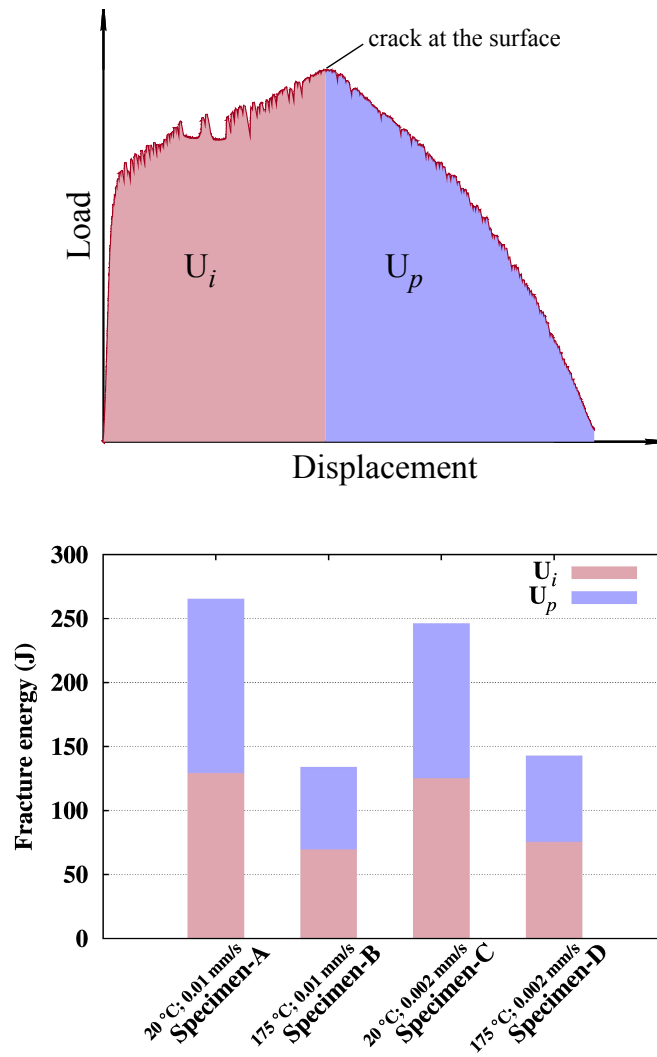 crack at the surface
Load
U_i
U_p
Displacement
300
250
200
150
100
50
0
Fracture energy (J)
U_i
U_p
20 °C; 0.01 mm/s
Specimen-A
175 °C; 0.01 mm/s
Specimen-B
20 °C; 0.002 mm/s
Specimen-C
175 °C; 0.002 mm/s
Specimen-D